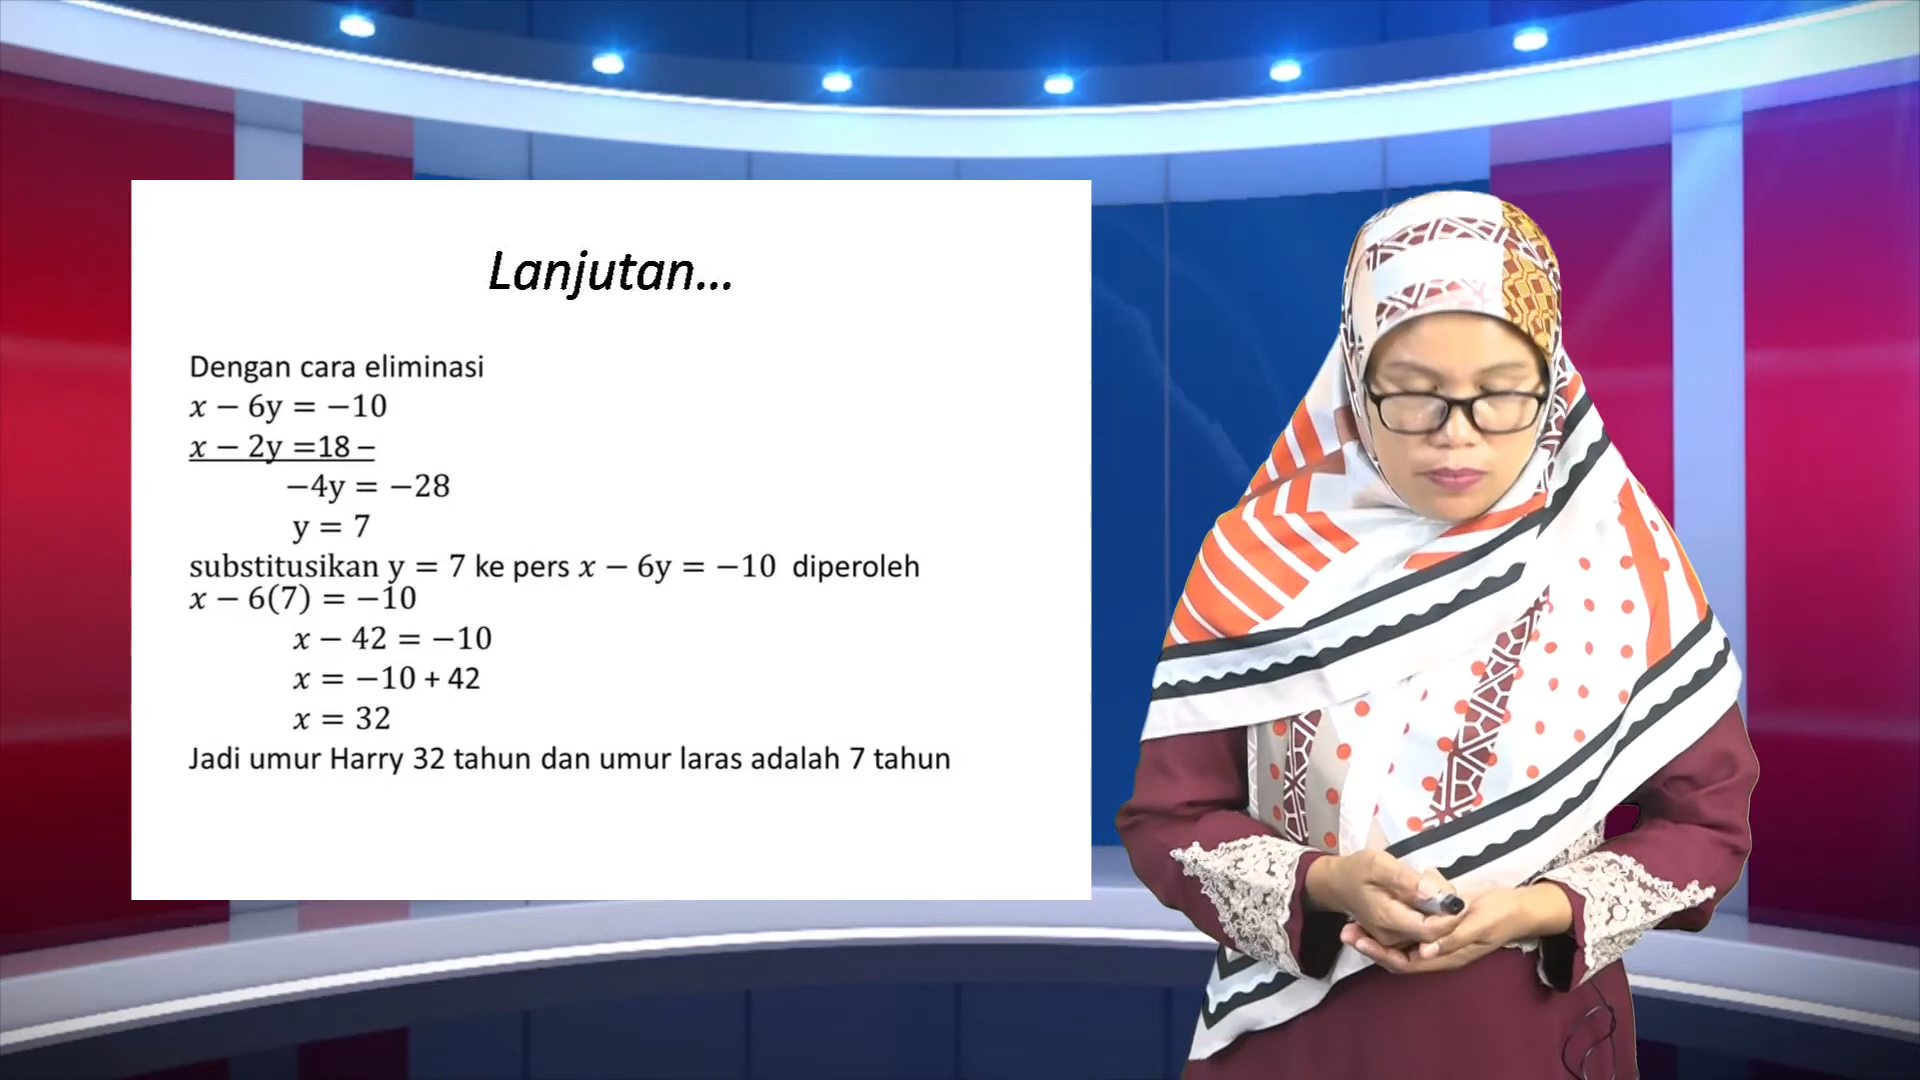 Lanjutan...
Dengan cara eliminasi
x − 6y = −10
x − 2y =18 −
−4y = −28
y = 7
substitusikan y = 7 ke pers x − 6y = −10 diperoleh
x − 6(7) = −10
x − 42 = −10
x = −10 + 42
x = 32
Jadi umur Harry 32 tahun dan umur laras adalah 7 tahun